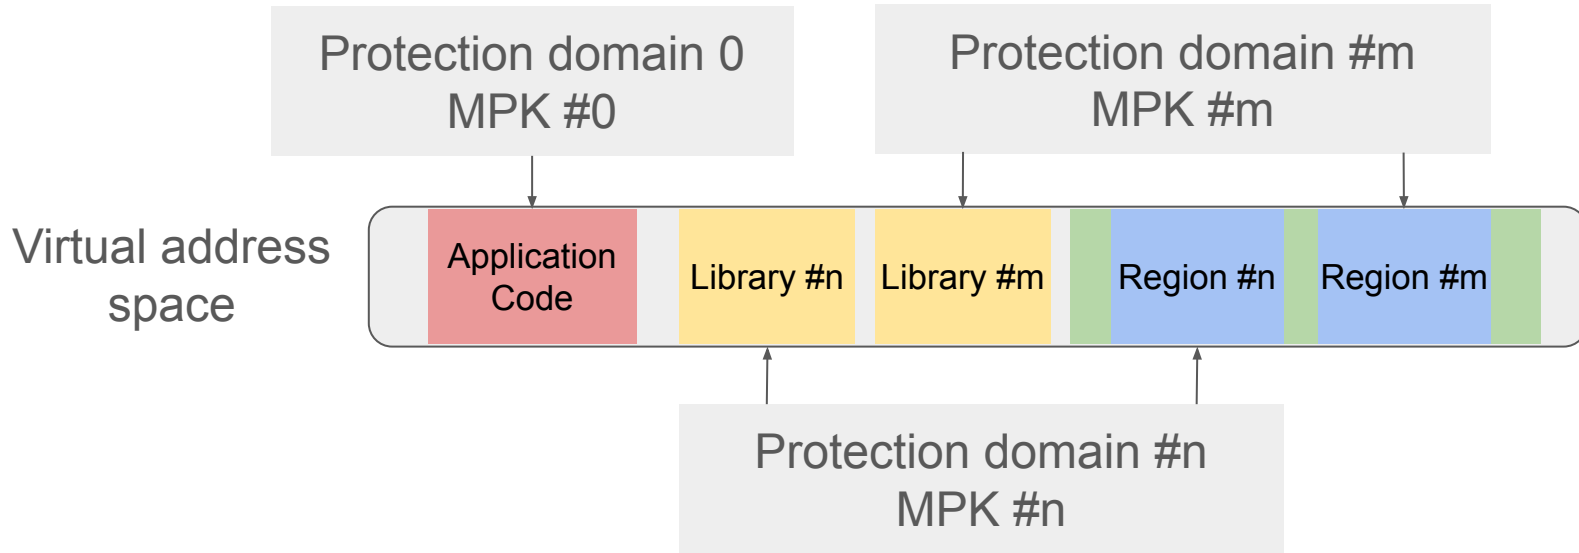 Protection domain 0
MPK #0
Protection domain #m
MPK #m
Virtual address
space
Application
Code
Library #n
Library #m
Region #n
Region #m
Protection domain #n
MPK #n